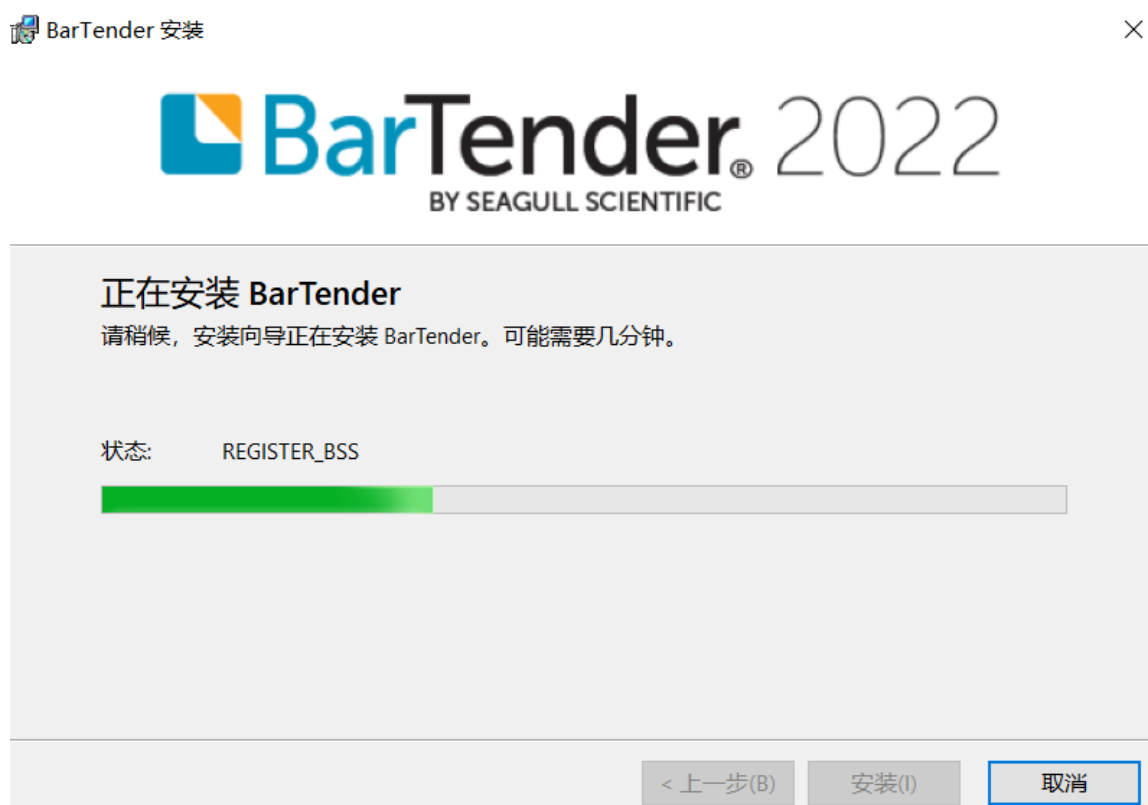 BarTender 安装
BarTender® 2022
BY SEAGULL SCIENTIFIC
正在安装 BarTender
请稍候，安装向导正在安装 BarTender。可能需要几分钟。
状态: REGISTER_BSS
< 上一步(B) 安装(I) 取消